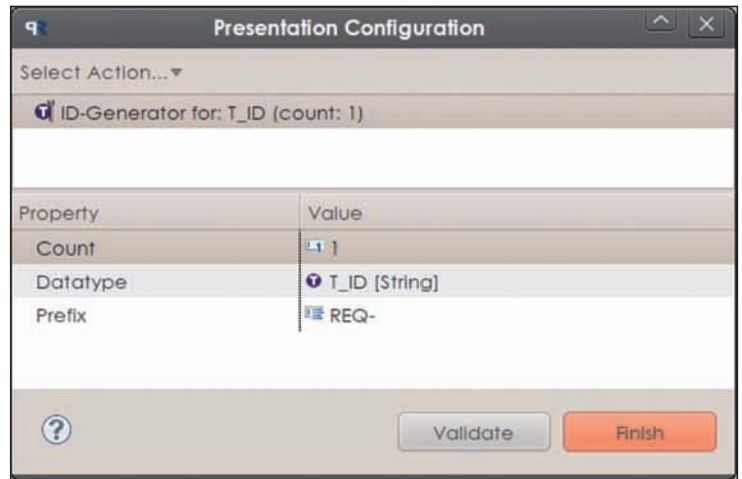 Presentation Configuration
Select Action...
ID-Generator for: T_ID (count: 1)
Property Value
Count 1
Datatype T_ID [String]
Prefix REQ-
Validate Finish